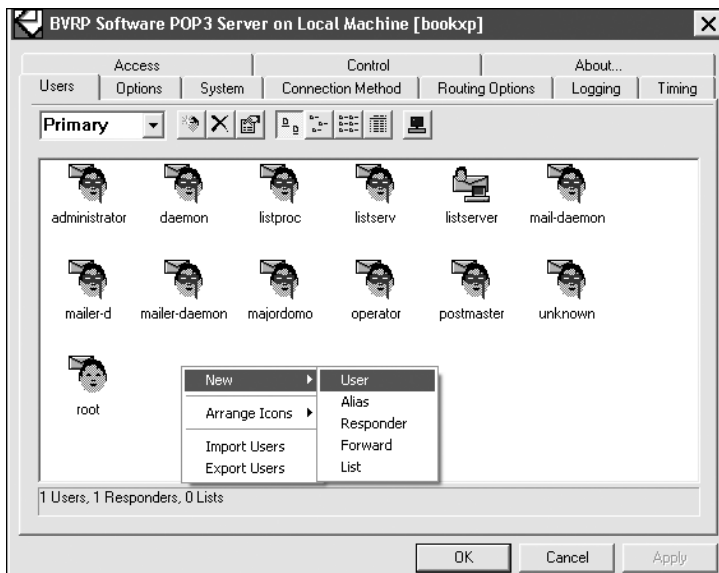 BVRP Software POP3 Server on Local Machine [bookxp]
Access Control About...
Users Options System Connection Method Routing Options Logging Timing
Primary
administrator daemon listproc listserv listserver mail-daemon
mailer-d mailer-daemon majordomo operator postmaster unknown
root
New
Arrange Icons
Import Users
Export Users
User
Alias
Responder
Forward
List
1 Users, 1 Responders, 0 Lists
OK Cancel Apply